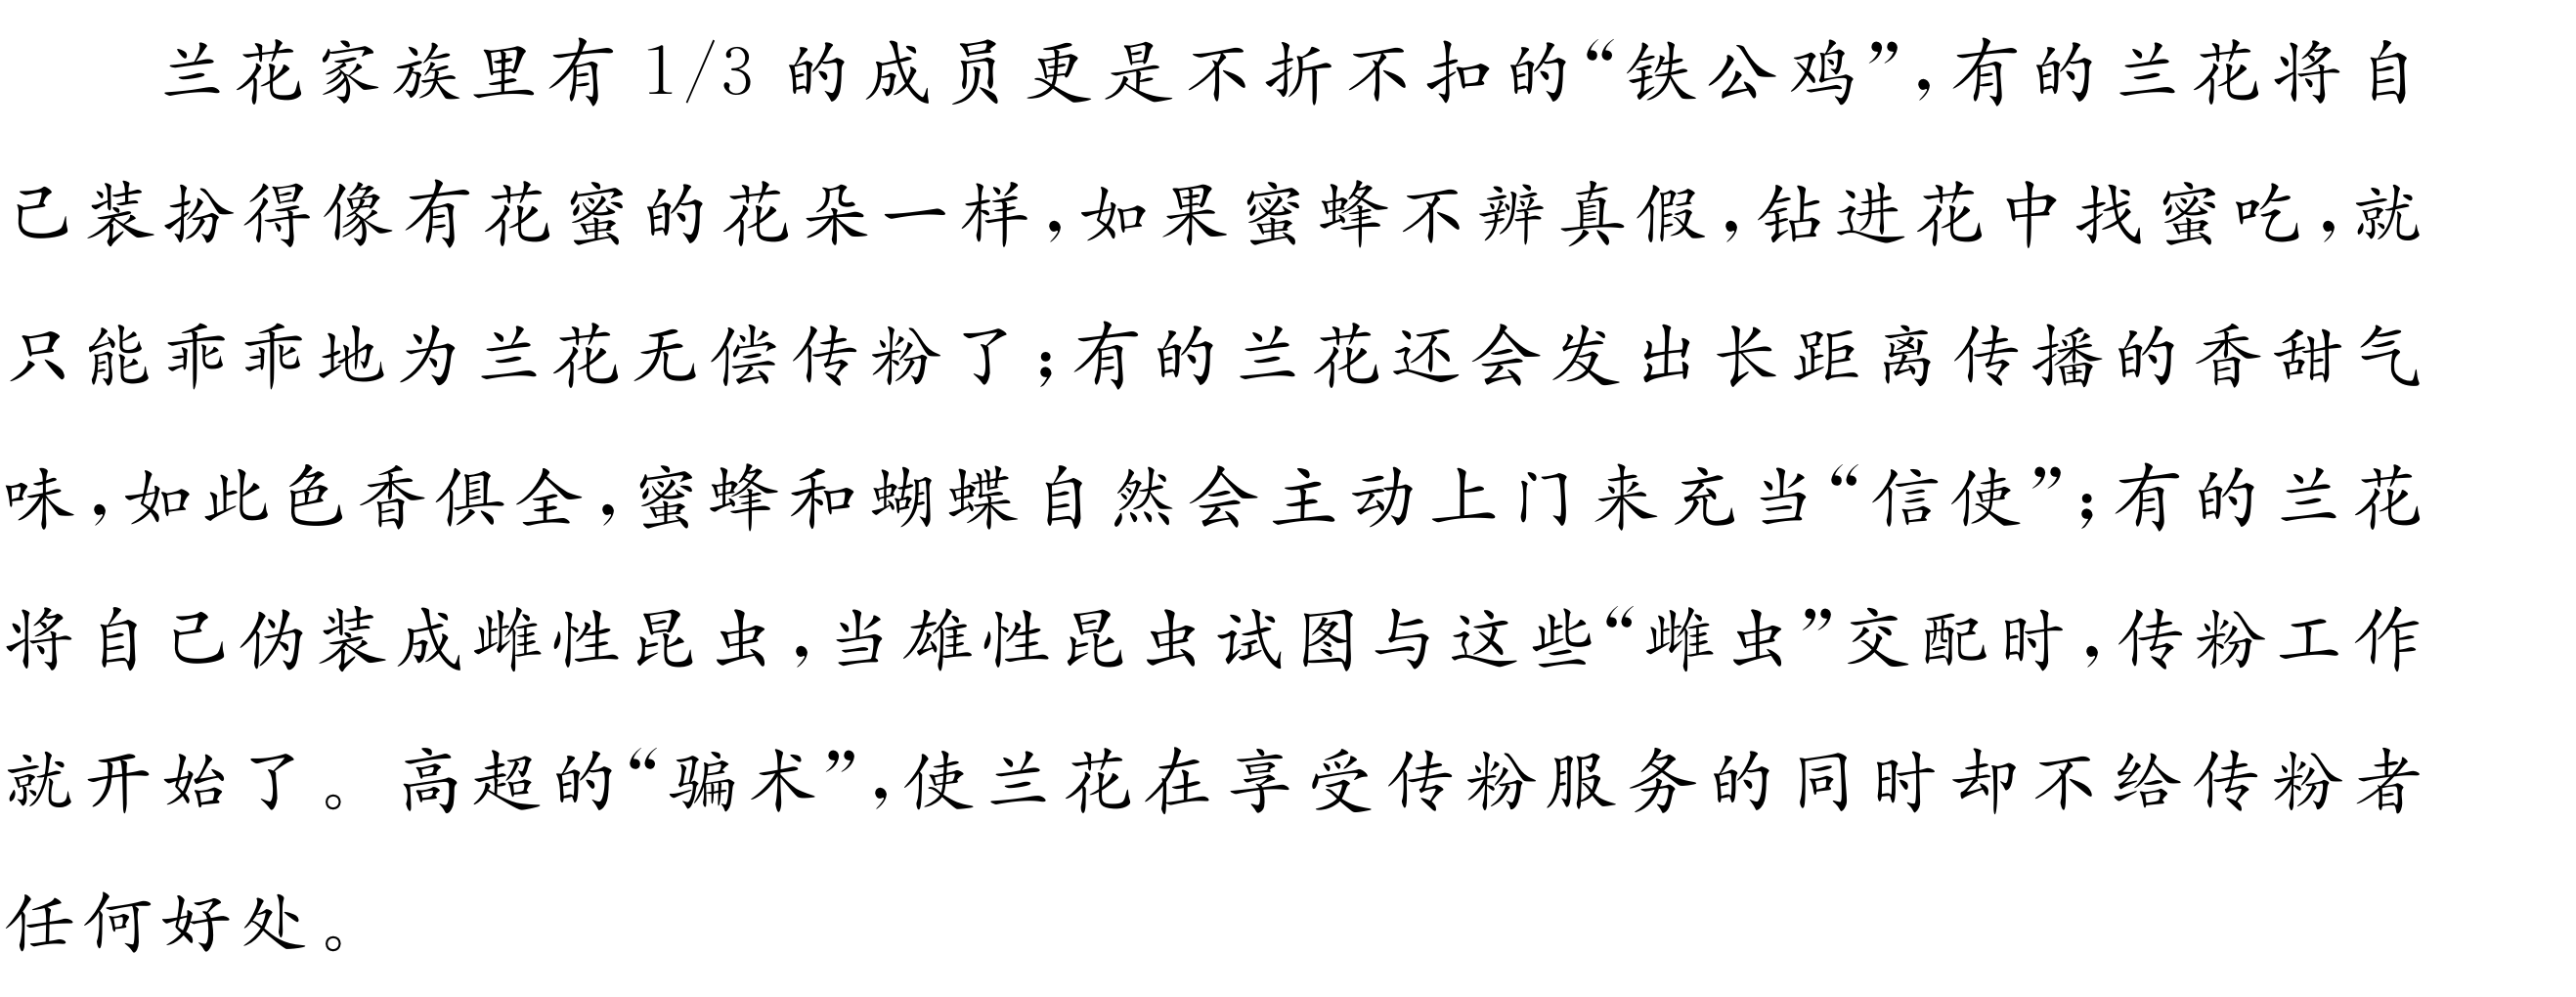 兰花家族里有 1/3 的成员更是不折不扣的“铁公鸡”,有的兰花将自
己装扮得像有花蜜的花朵一样,如果蜜蜂不辨真假,钻进花中找蜜吃,就
只能乖乖地为兰花无偿传粉了;有的兰花还会发出长距离传播的香甜气
味,如此色香俱全,蜜蜂和蝴蝶自然会主动上门来充当“信使”;有的兰花
将自己伪装成雌性昆虫,当雄性昆虫试图与这些“雌虫”交配时,传粉工作
就开始了。高超的“骗术”,使兰花在享受传粉服务的同时却不给传粉者
任何好处。